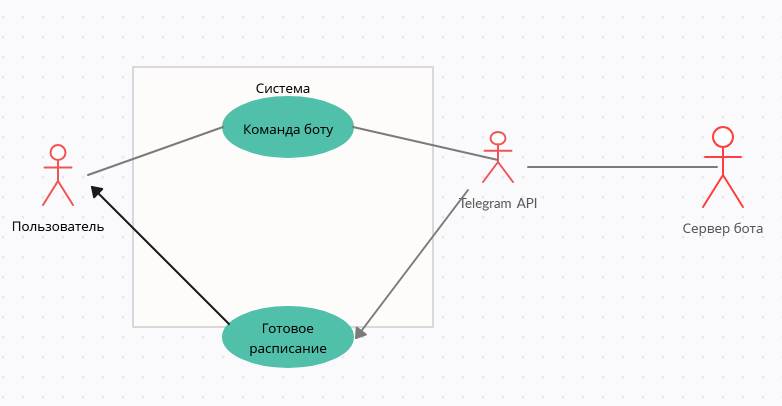 Система
Команда боту
Telegram API
Пользователь
Сервер бота
Готовое
расписание